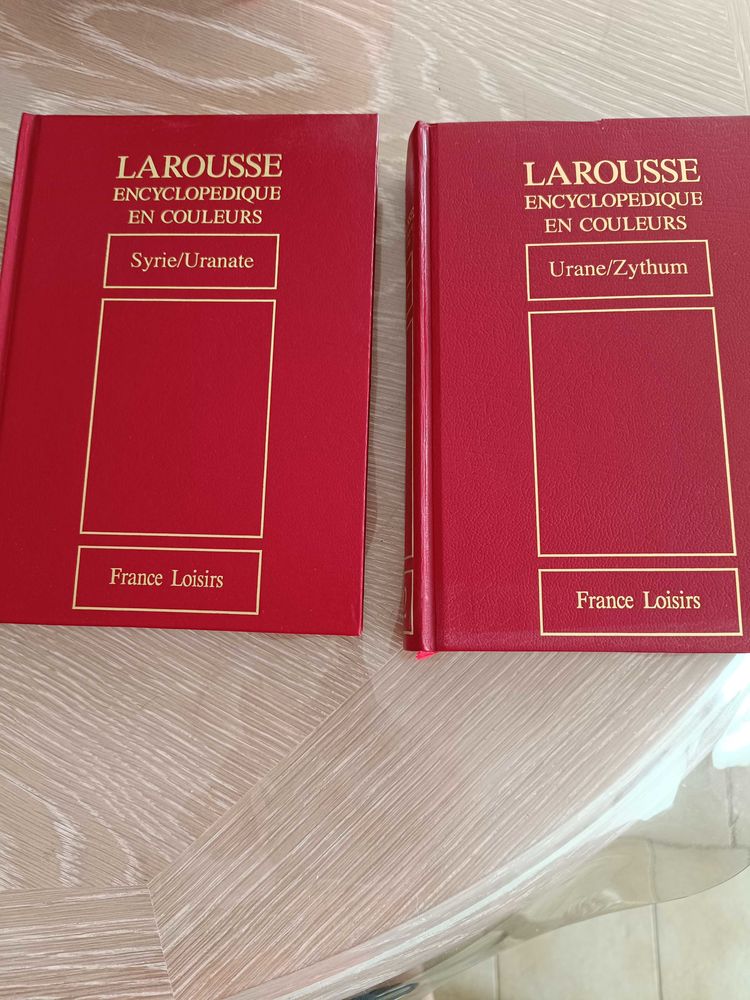 LAROUSSE
ENCYCLOPEDIQUE
EN COULEURS
Syrie/Uranate
France Loisirs
LAROUSSE
ENCYCLOPEDIQUE
EN COULEURS
Urane/Zythum
France Loisirs